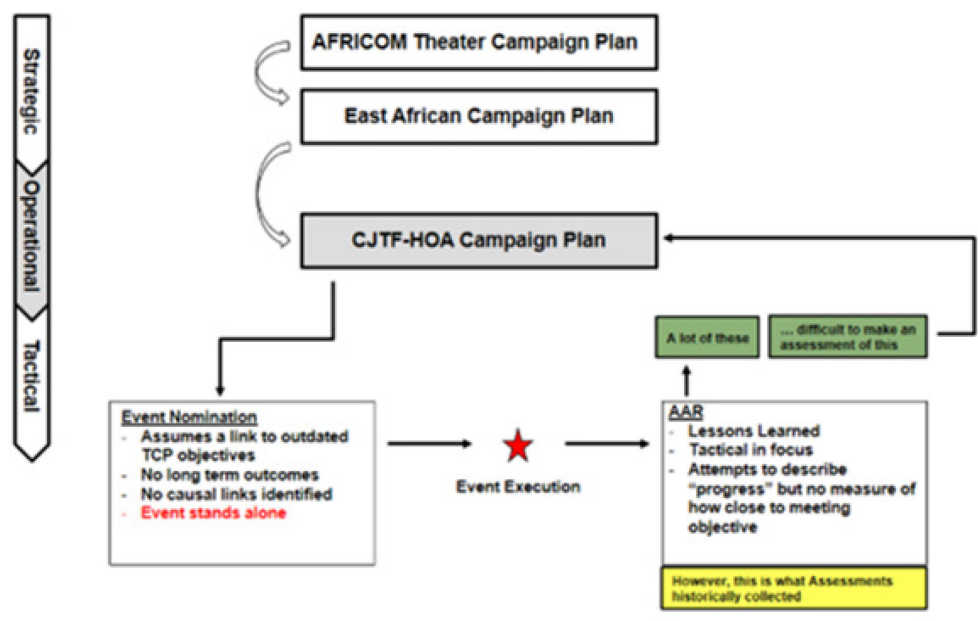 Strategic
Operational
Tactical
AFRICOM Theater Campaign Plan
East African Campaign Plan
CJTF-HOA Campaign Plan
A lot of these
... difficult to make an
assessment of this
Event Nomination
- Assumes a link to outdated
TCP objectives
- No long term outcomes
- No causal links identified
- Event stands alone
Event Execution
AAR
- Lessons Learned
- Tactical in focus
- Attempts to describe
“progress” but no measure of
how close to meeting
objective
However, this is what Assessments
historically collected